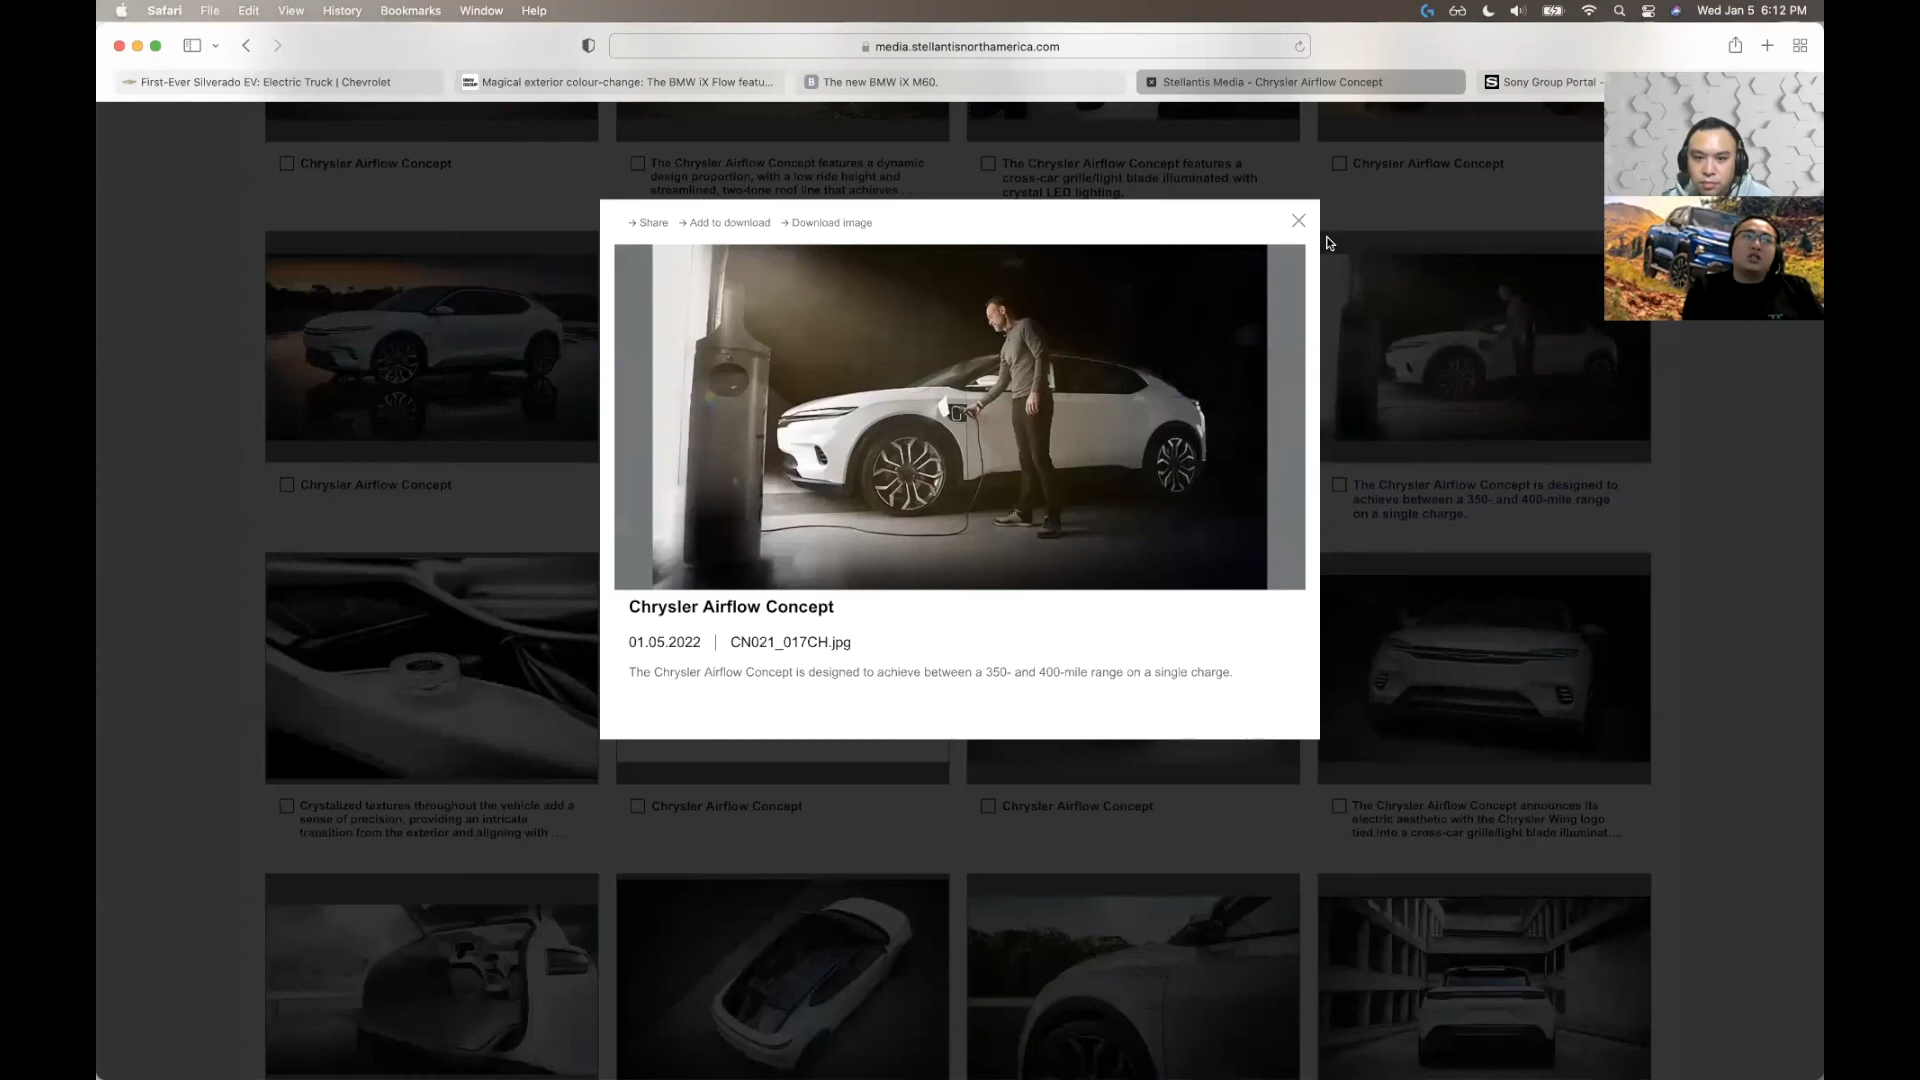 Safari File Edit View History Bookmarks Window Help
Wed Jan 5 6:12 PM
media.stellantisnorthamerica.com
First-Ever Silverado EV: Electric Truck | Chevrolet
Magical exterior colour-change: The BMW iX Flow featu...
B The new BMW iX M60.
Stellantis Media - Chrysler Airflow Concept
S Sony Group Portal -
Chrysler Airflow Concept
The Chrysler Airflow Concept features a dynamic
design proportion, with a low ride height and
streamlined, two-tone roof line that achieves ...
The Chrysler Airflow Concept features a
cross-car grille/light blade illuminated with
crystal LED lighting.
Chrysler Airflow Concept
→ Share → Add to download → Download image
Chrysler Airflow Concept
01.05.2022 | CN021_017CH.jpg
The Chrysler Airflow Concept is designed to achieve between a 350- and 400-mile range on a single charge.
Chrysler Airflow Concept
The Chrysler Airflow Concept is designed to
achieve between a 350- and 400-mile range
on a single charge.
Crystalized textures throughout the vehicle add a
sense of precision, providing an intricate
transition from the exterior and aligning with ....
Chrysler Airflow Concept
Chrysler Airflow Concept
The Chrysler Airflow Concept announces its
electric aesthetic with the Chrysler Wing logo
tied into a cross-car grille/light blade illuminat...